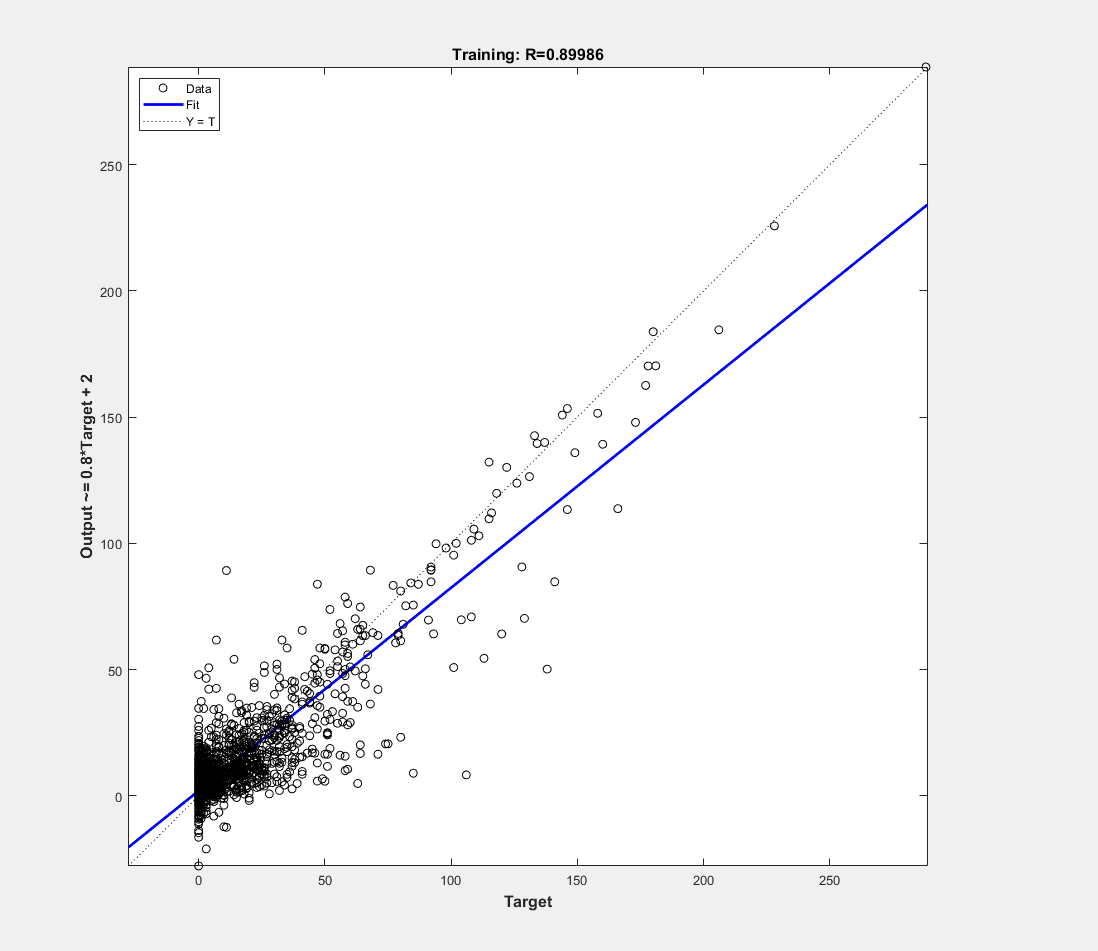 Training: R=0.89986
Data
Fit
Y = T
250
200
150
100
50
0
Output ~= 0.8*Target + 2
0 50 100 150 200 250
Target